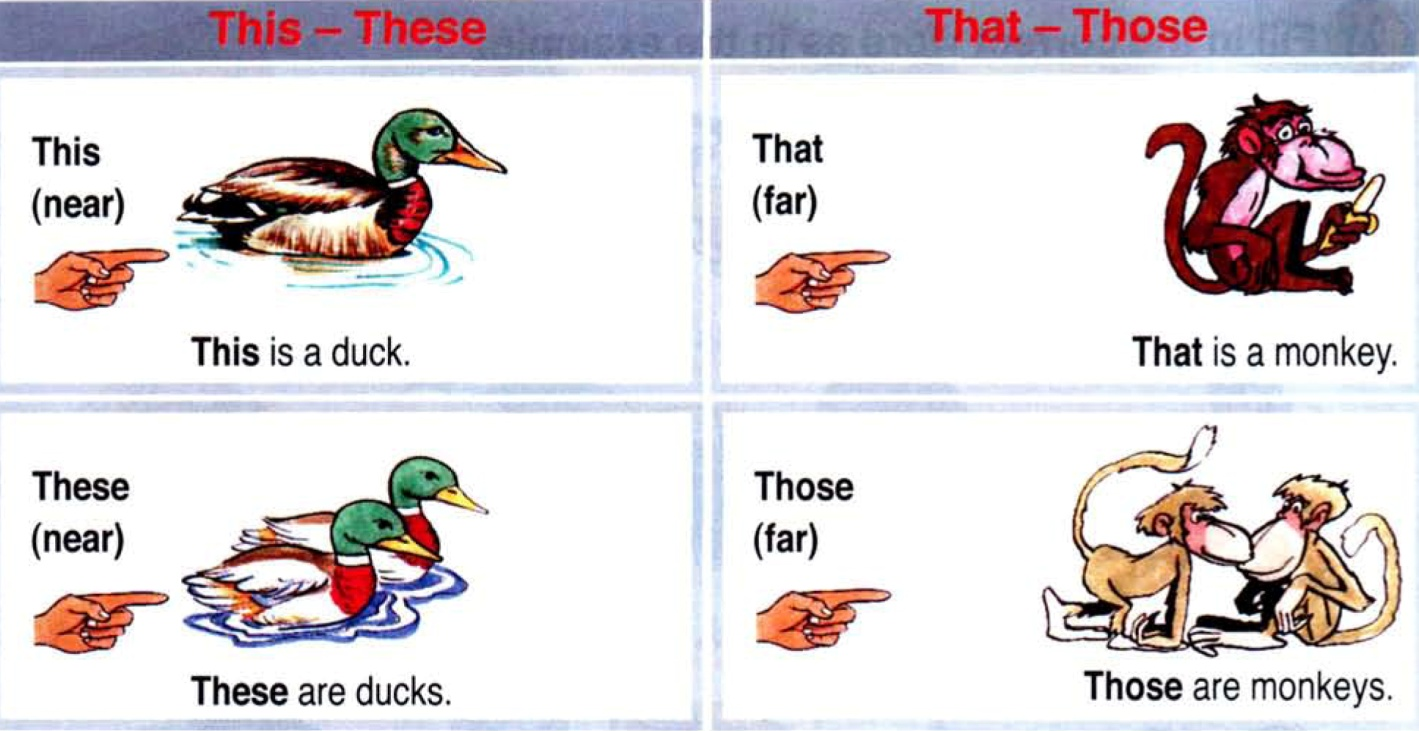 This – These
That – Those
This
(near)
This is a duck.
That
(far)
That is a monkey.
These
(near)
These are ducks.
Those
(far)
Those are monkeys.